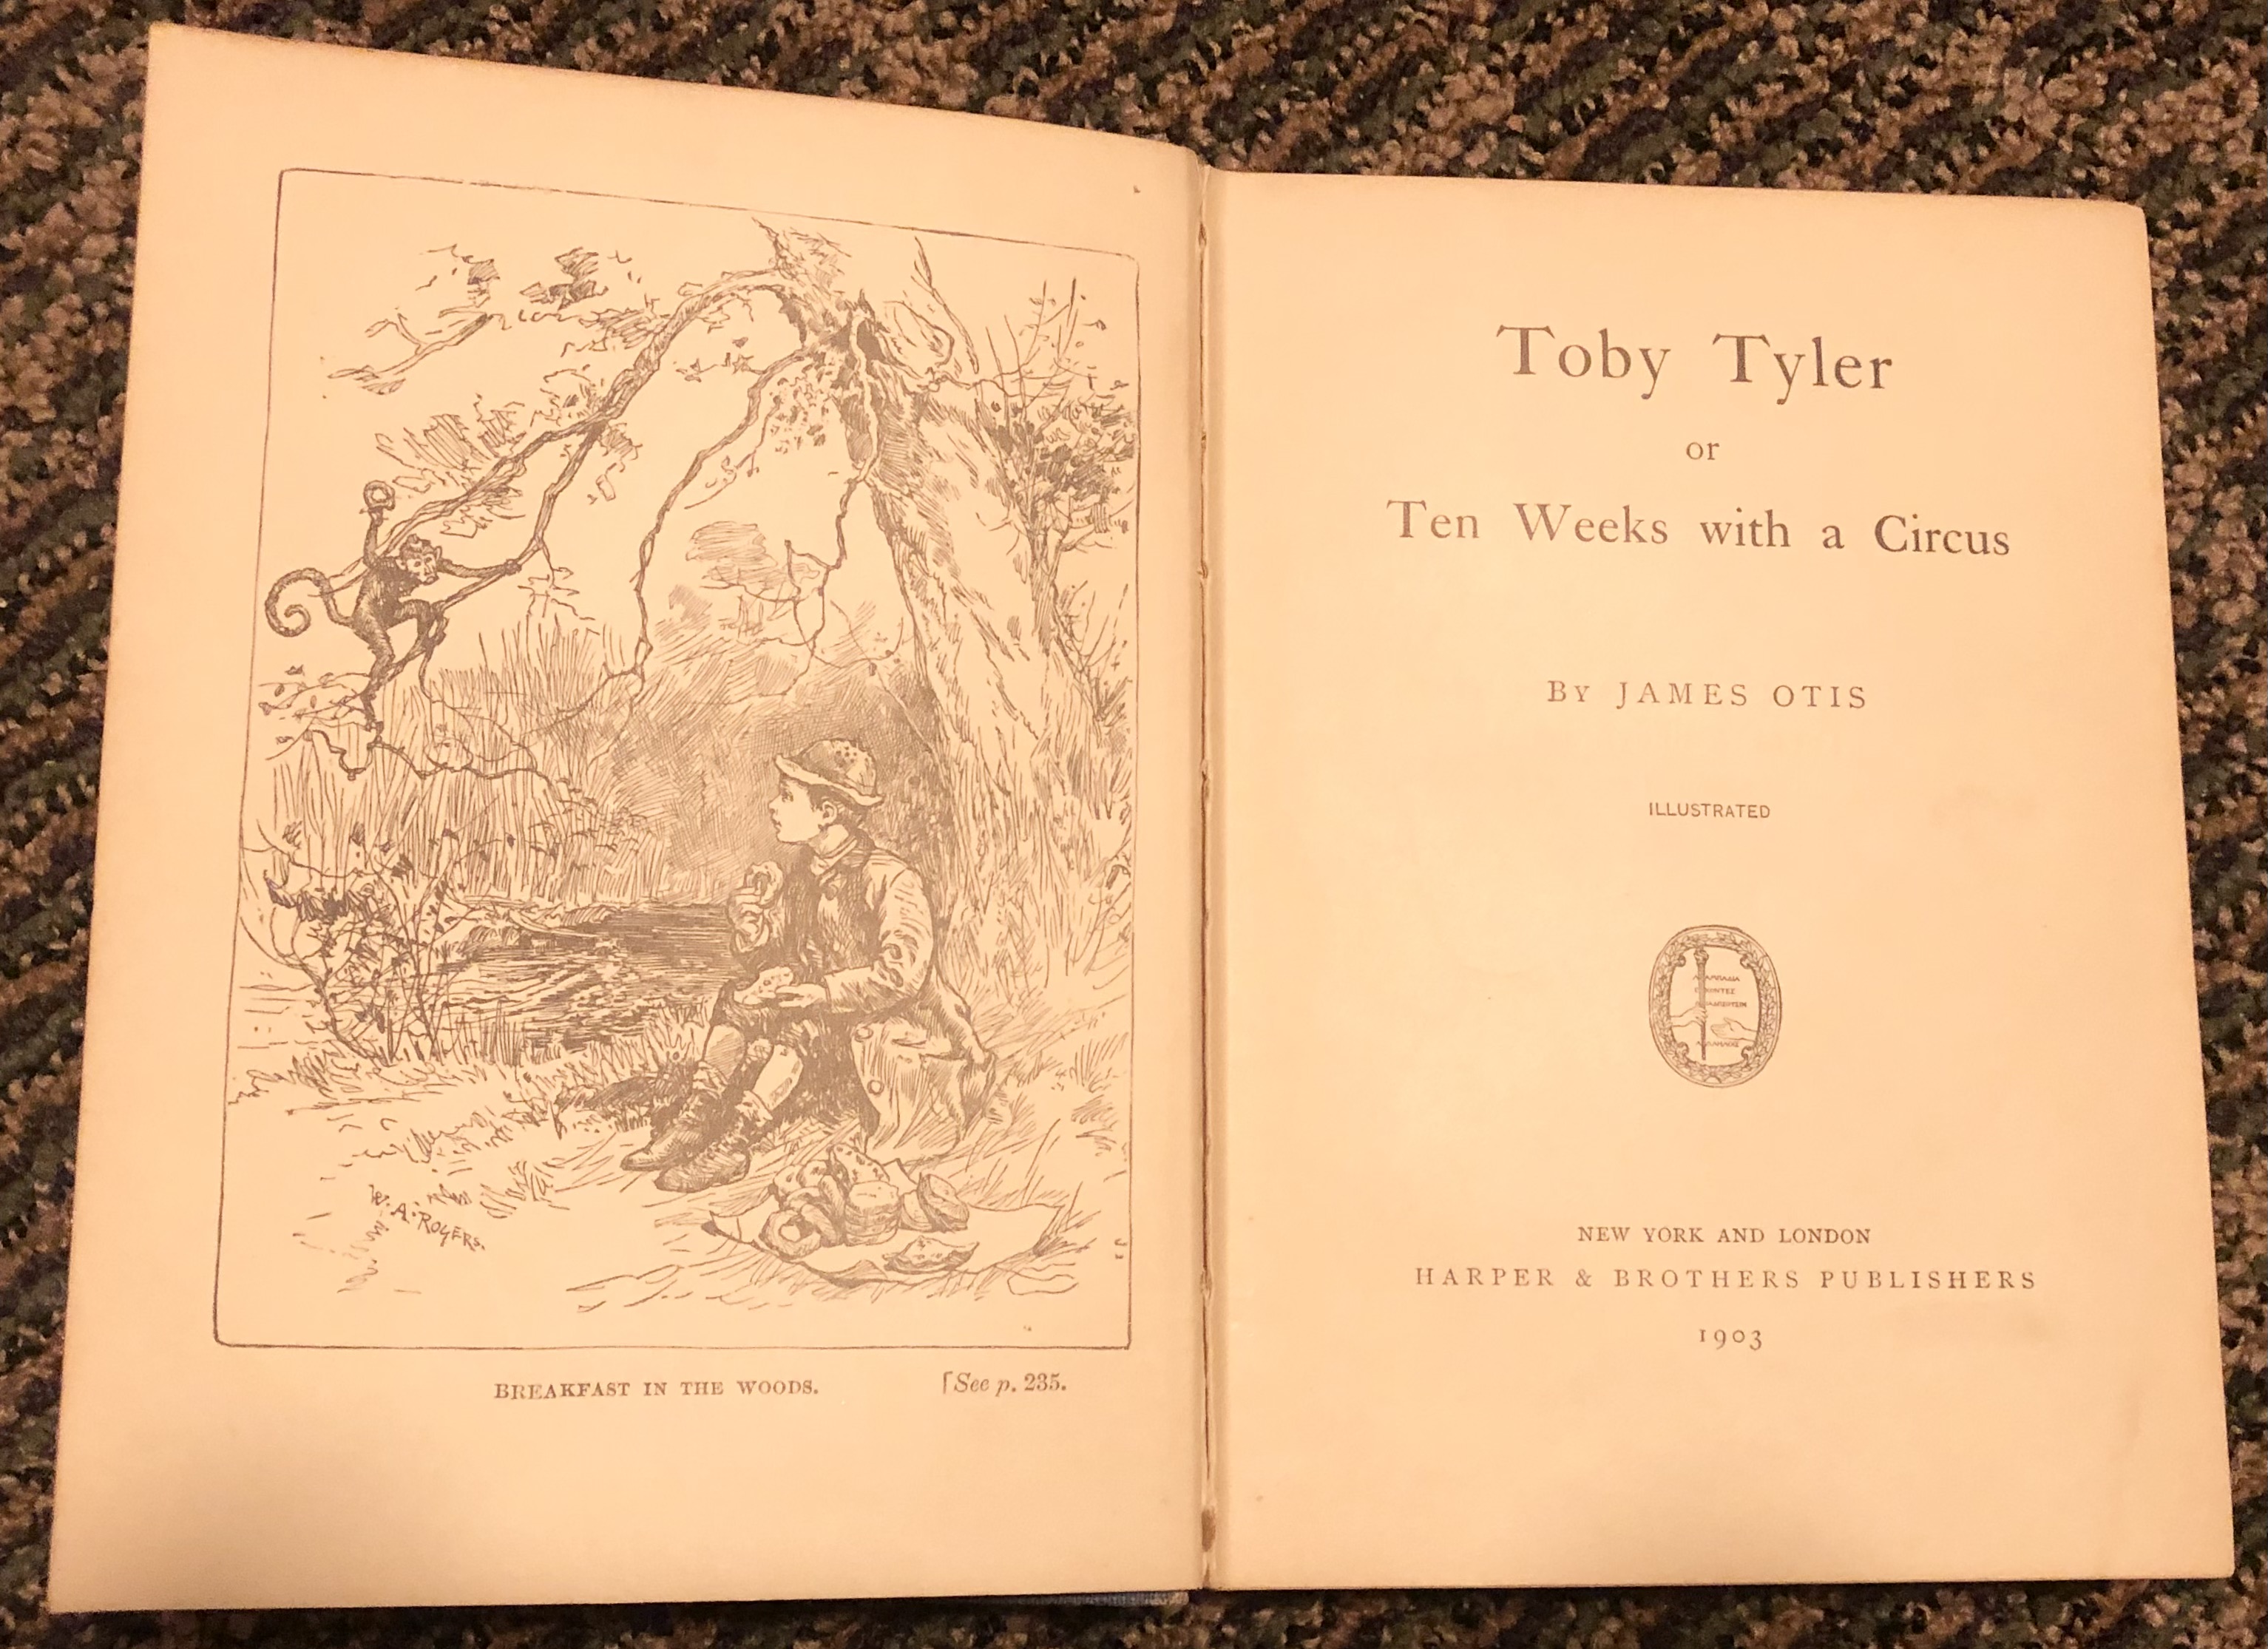 W. A. ROGERS.
BREAKFAST IN THE WOODS. [See p. 235.
Toby Tyler
or
Ten Weeks with a Circus
BY JAMES OTIS
ILLUSTRATED
NEW YORK AND LONDON
HARPER & BROTHERS PUBLISHERS
1903